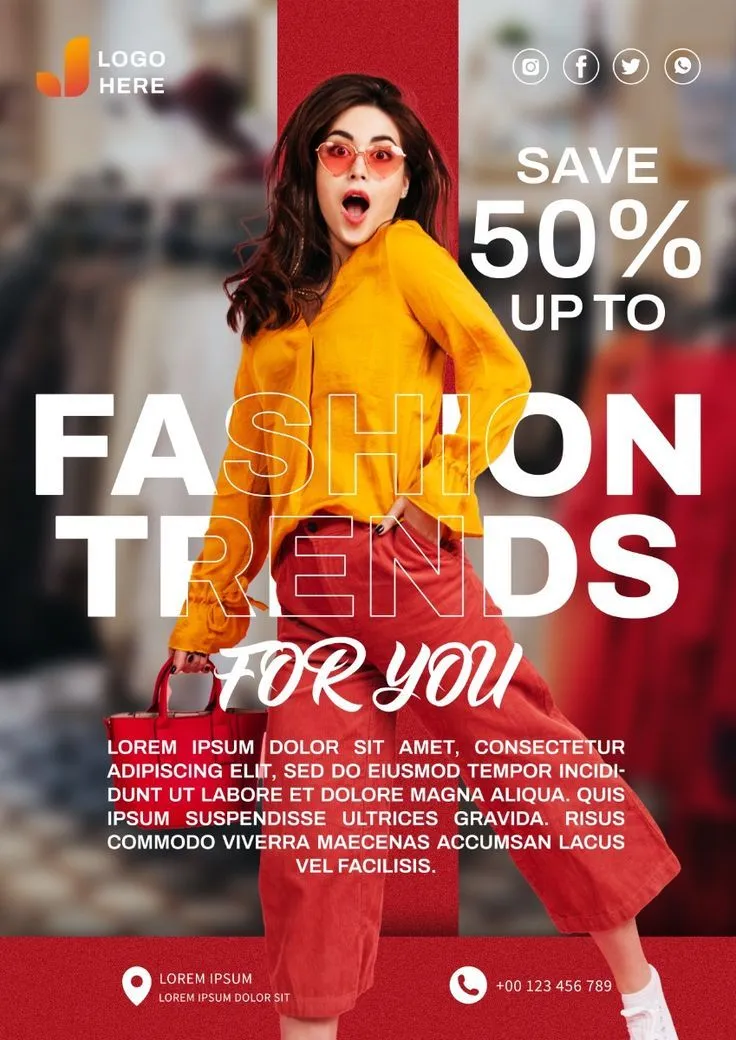 LOGO
HERE
SAVE
50%
UP TO
FASHION
TRENDS
FOR YOU
LOREM IPSUM DOLOR SIT AMET, CONSECTETUR
ADIPISCING ELIT, SED DO EIUSMOD TEMPOR INCIDI-
DUNT UT LABORE ET DOLORE MAGNA ALIQUA. QUIS
IPSUM SUSPENDISSE ULTRICES GRAVIDA. RISUS
COMMODO VIVERRA MAECENAS ACCUMSAN LACUS
VEL FACILISIS.
LOREM IPSUM
LOREM IPSUM DOLOR SIT
+00 123 456 789